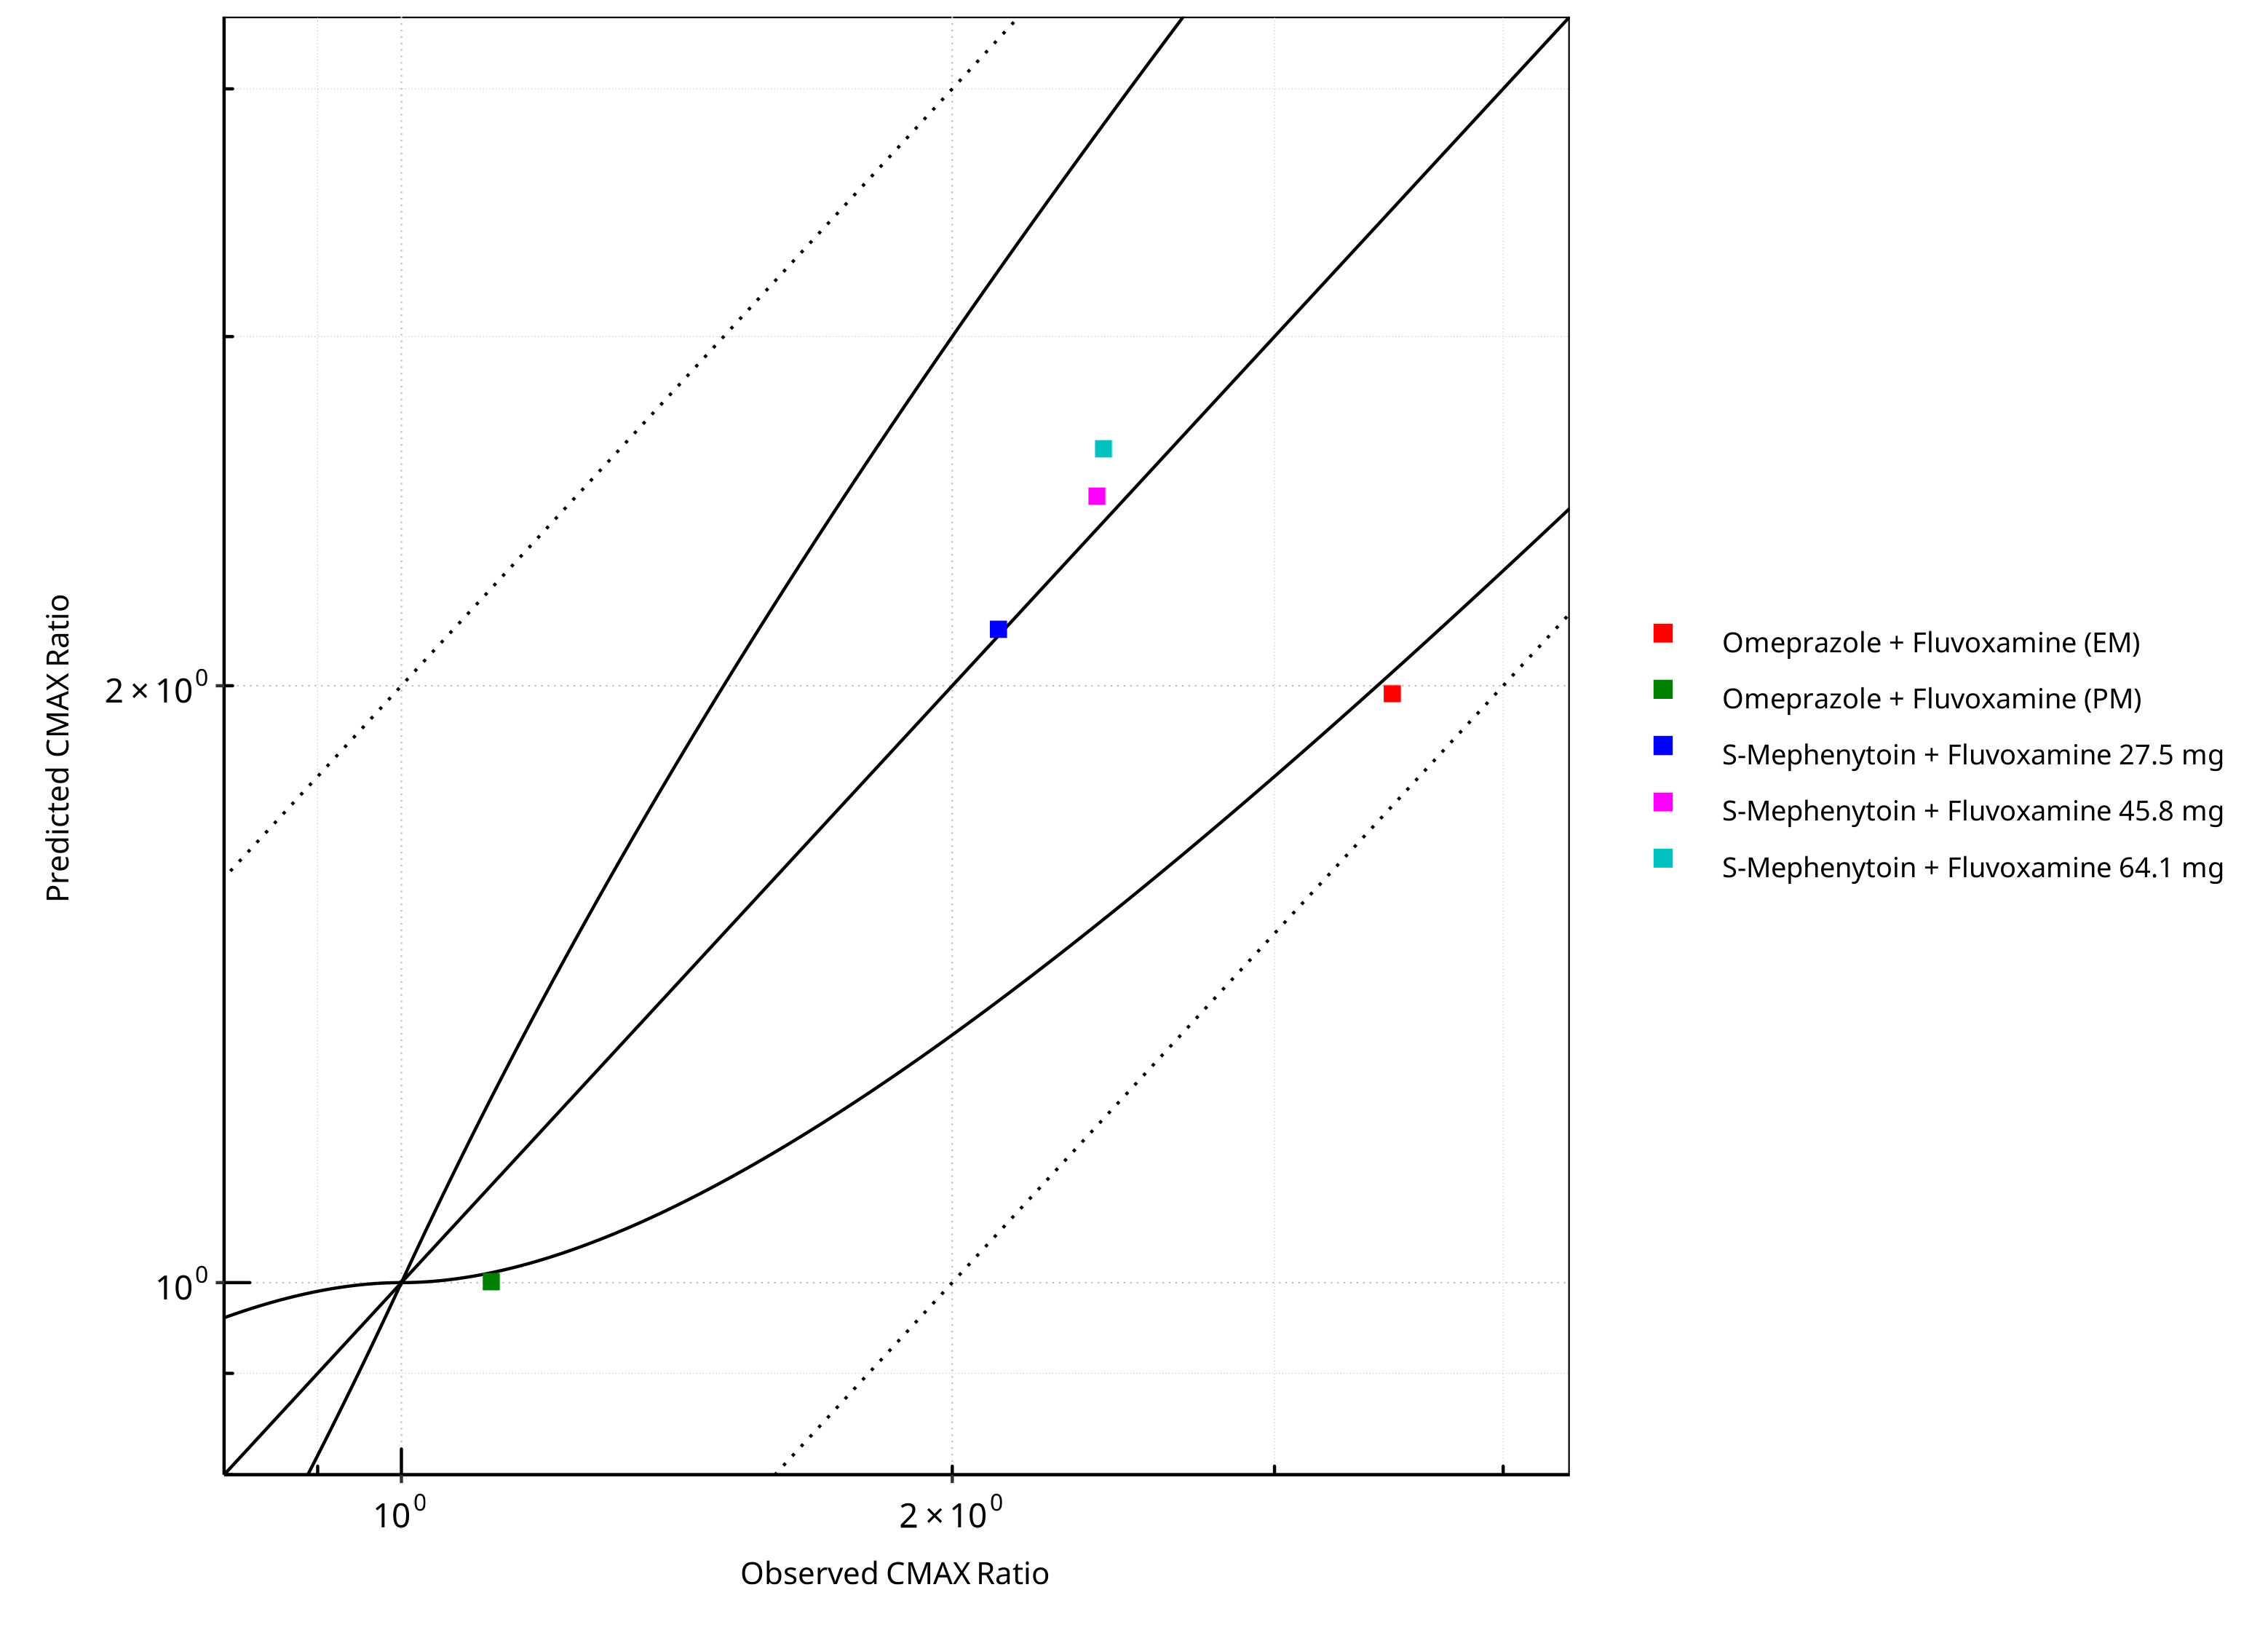 Predicted CMAX Ratio
2 × 10⁰
10⁰
10⁰
2 × 10⁰
Observed CMAX Ratio
Omeprazole + Fluvoxamine (EM)
Omeprazole + Fluvoxamine (PM)
S-Mephenytoin + Fluvoxamine 27.5 mg
S-Mephenytoin + Fluvoxamine 45.8 mg
S-Mephenytoin + Fluvoxamine 64.1 mg